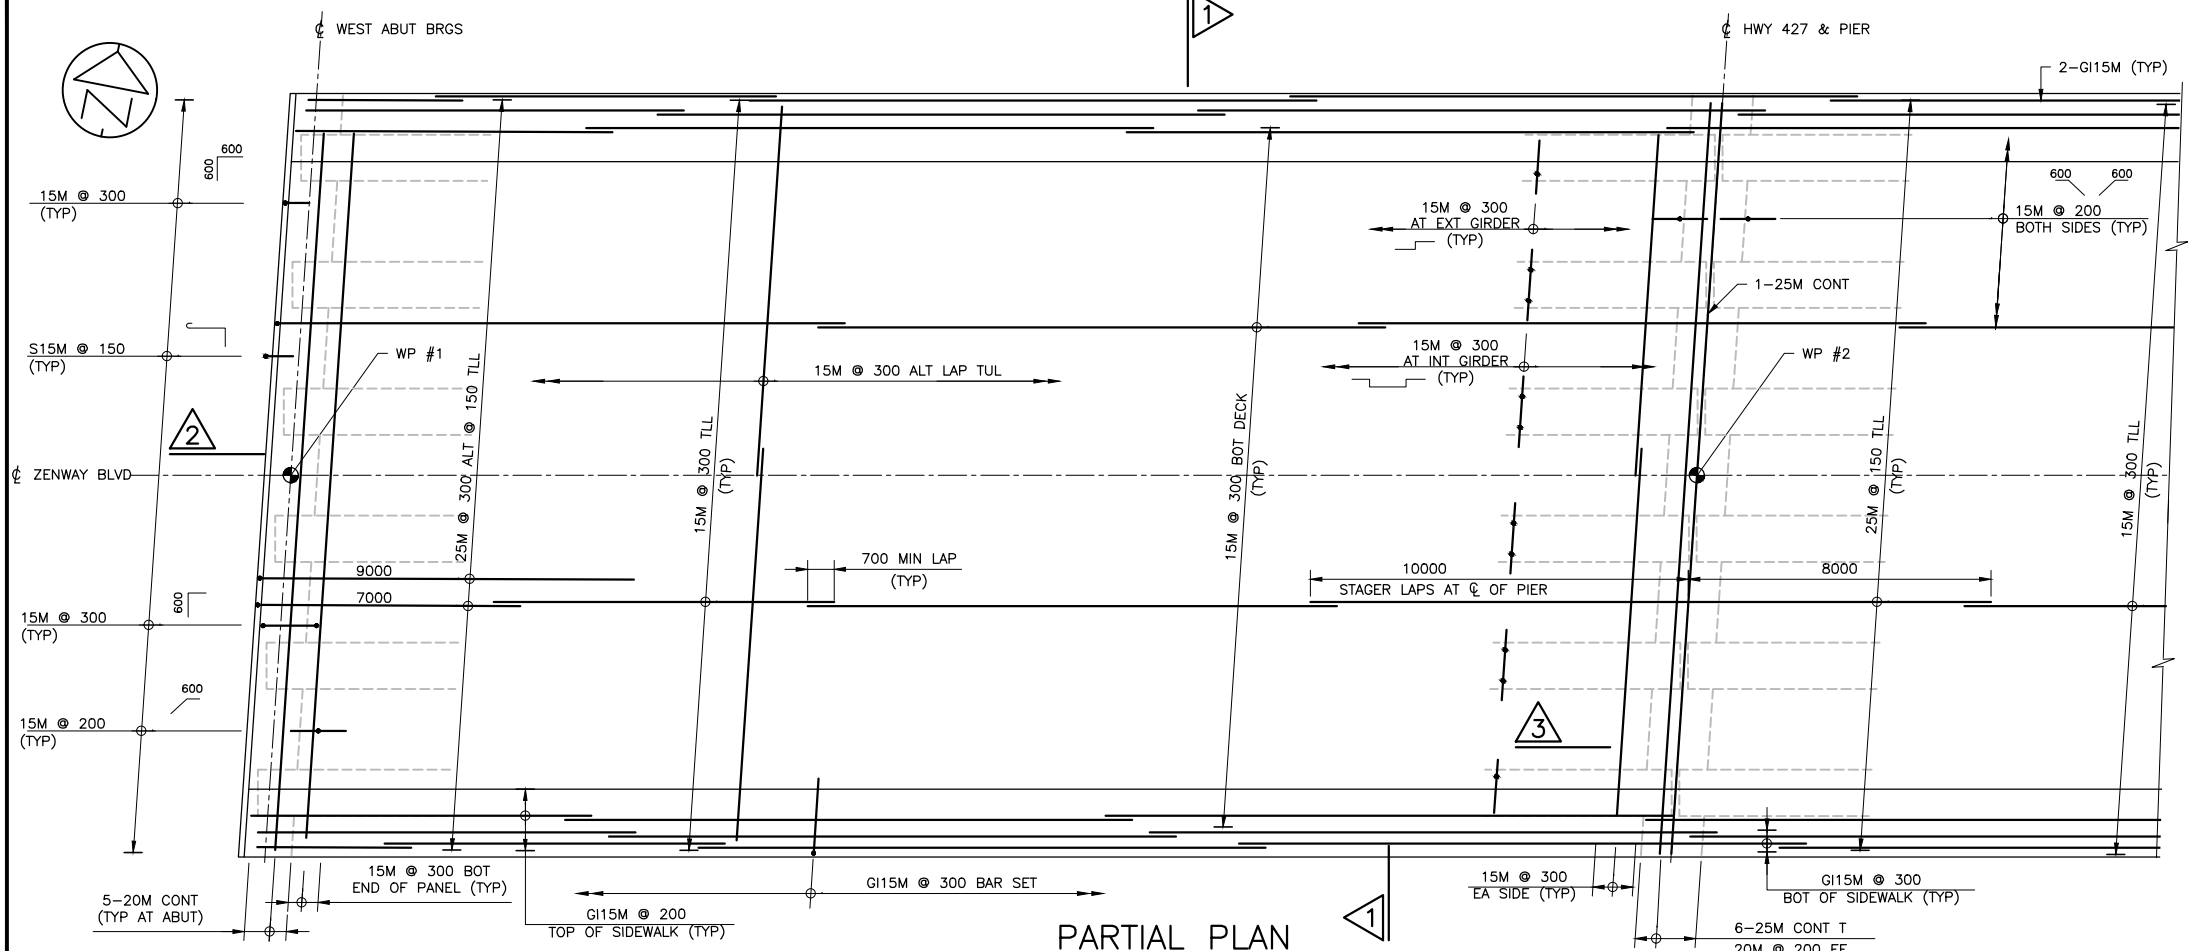 ℄ WEST ABUT BRGS
1
℄ HWY 427 & PIER
2-GI15M (TYP)
N
600
600
15M @ 300
(TYP)
15M @ 300
AT EXT GIRDER
(TYP)
600 600
15M @ 200
BOTH SIDES (TYP)
1-25M CONT
S15M @ 150
(TYP)
WP #1
15M @ 300 ALT LAP TUL
15M @ 300
AT INT GIRDER
(TYP)
WP #2
2
25M @ 300 ALT @ 150 TLL
15M @ 300 TLL
(TYP)
15M @ 300 BOT DECK
(TYP)
25M @ 150 TLL
(TYP)
15M @ 300 TLL
(TYP)
℄ ZENWAY BLVD
9000
7000
700 MIN LAP
(TYP)
10000
8000
STAGER LAPS AT ℄ OF PIER
600
15M @ 300
(TYP)
600
15M @ 200
(TYP)
3
15M @ 300 BOT
END OF PANEL (TYP)
5-20M CONT
(TYP AT ABUT)
GI15M @ 200
TOP OF SIDEWALK (TYP)
GI15M @ 300 BAR SET
1
15M @ 300
EA SIDE (TYP)
GI15M @ 300
BOT OF SIDEWALK (TYP)
6-25M CONT T
20M @ 200 EF
PARTIAL PLAN